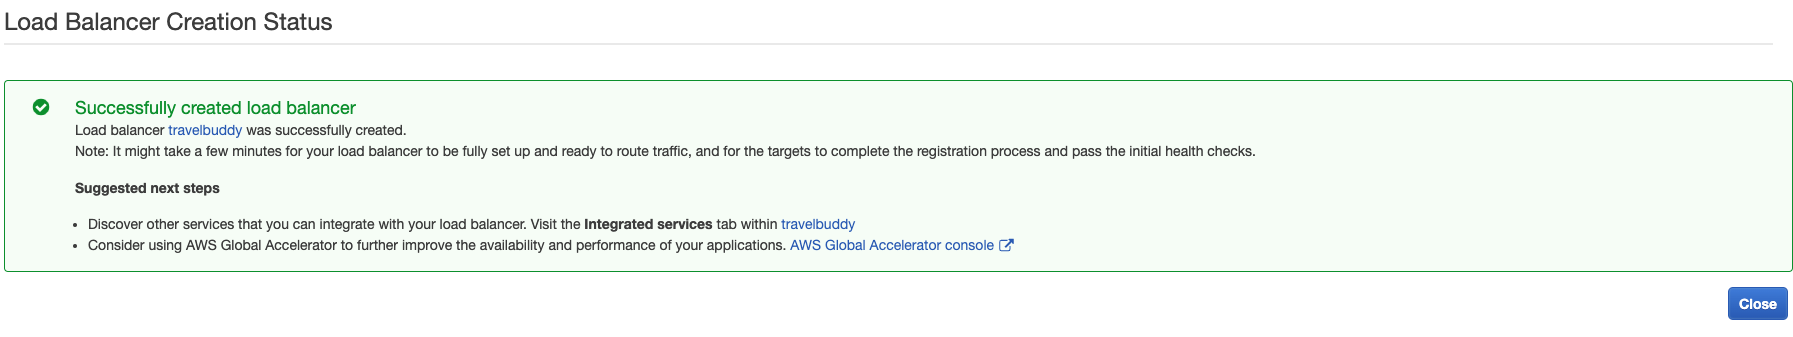 Load Balancer Creation Status
Successfully created load balancer
Load balancer travelbuddy was successfully created.
Note: It might take a few minutes for your load balancer to be fully set up and ready to route traffic, and for the targets to complete the registration process and pass the initial health checks.
Suggested next steps
• Discover other services that you can integrate with your load balancer. Visit the Integrated services tab within travelbuddy
• Consider using AWS Global Accelerator to further improve the availability and performance of your applications. AWS Global Accelerator console
Close